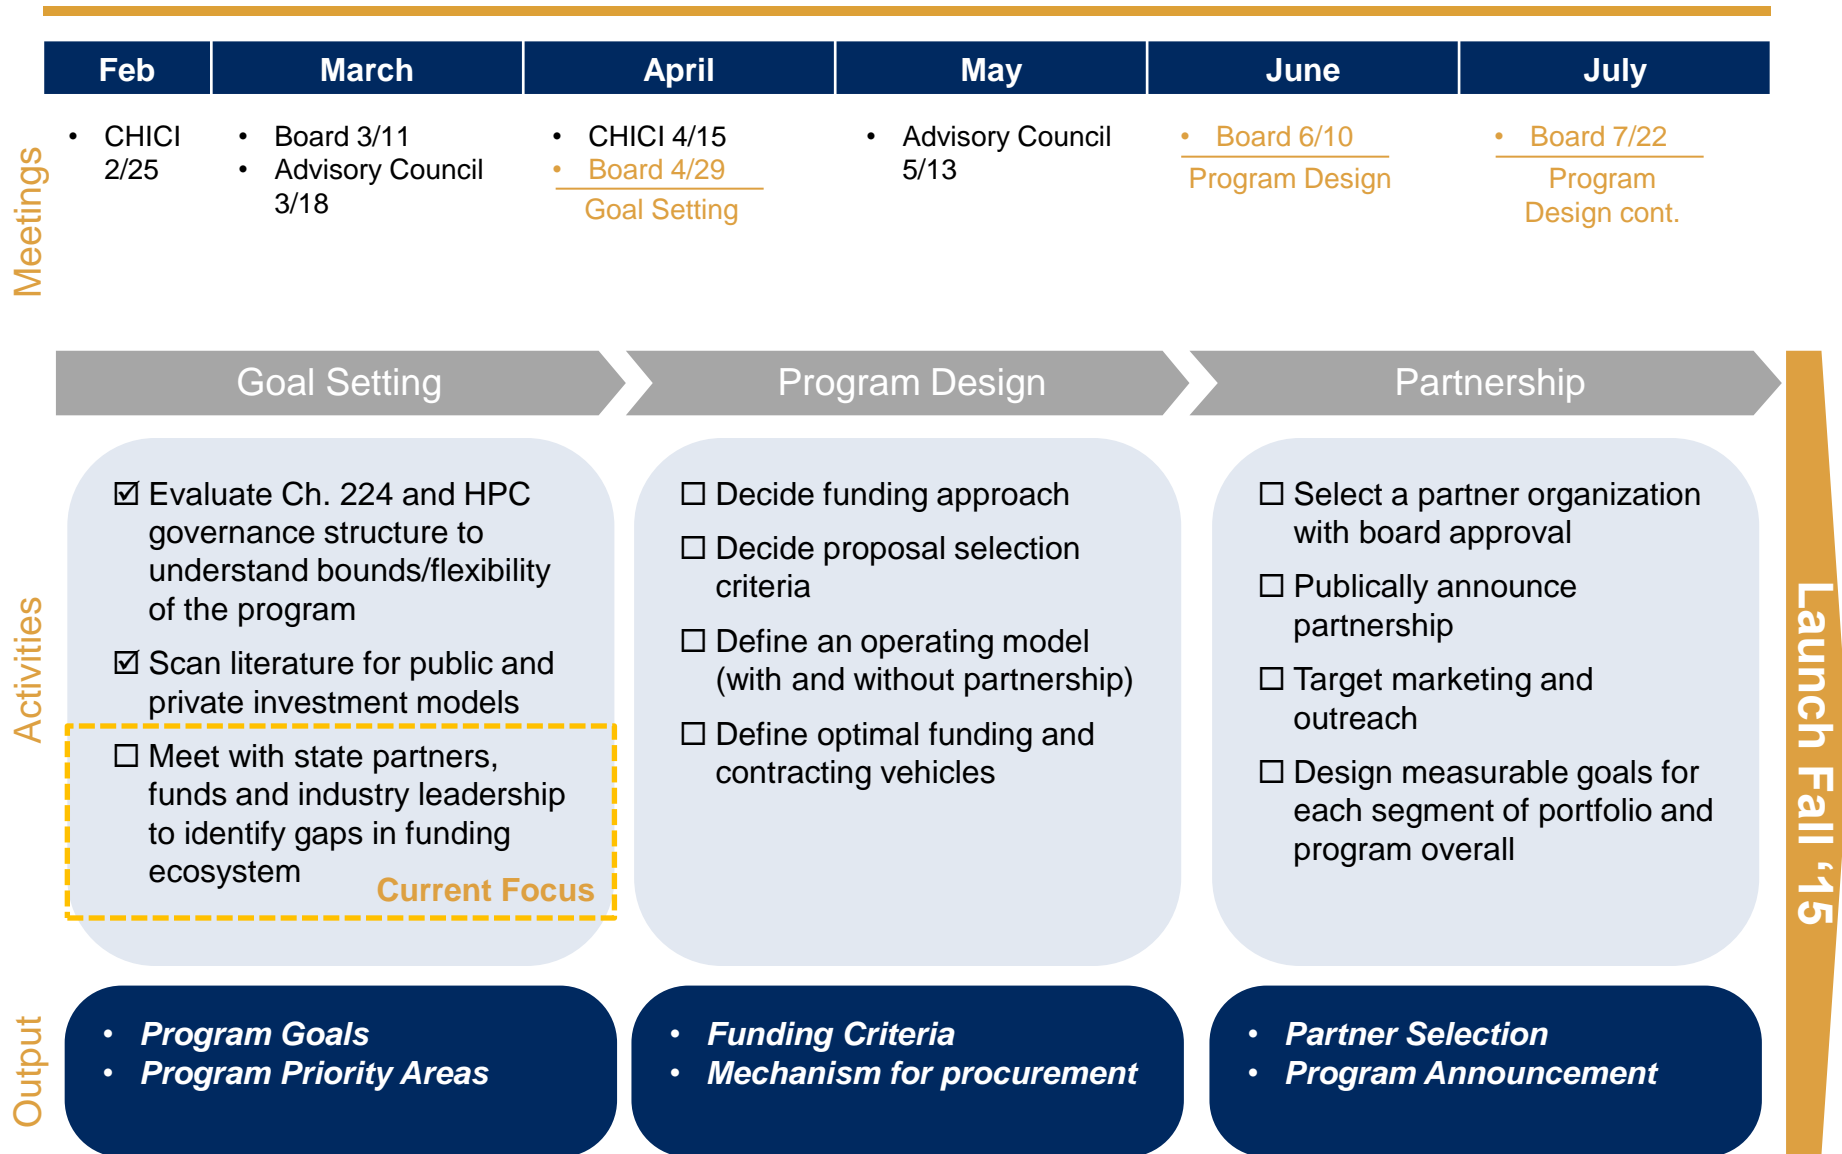 Feb
March
April
May
June
July
Meetings
• CHICI
2/25
• Board 3/11
• Advisory Council
3/18
• CHICI 4/15
• Board 4/29
Goal Setting
• Advisory Council
5/13
• Board 6/10
Program Design
• Board 7/22
Program
Design cont.
Goal Setting
Program Design
Partnership
Activities
☑ Evaluate Ch. 224 and HPC
governance structure to
understand bounds/flexibility
of the program
☑ Scan literature for public and
private investment models
☐ Meet with state partners,
funds and industry leadership
to identify gaps in funding
ecosystem
Current Focus
☐ Decide funding approach
☐ Decide proposal selection
criteria
☐ Define an operating model
(with and without partnership)
☐ Define optimal funding and
contracting vehicles
☐ Select a partner organization
with board approval
☐ Publically announce
partnership
☐ Target marketing and
outreach
☐ Design measurable goals for
each segment of portfolio and
program overall
Launch Fall ‘15
Output
• Program Goals
• Program Priority Areas
• Funding Criteria
• Mechanism for procurement
• Partner Selection
• Program Announcement